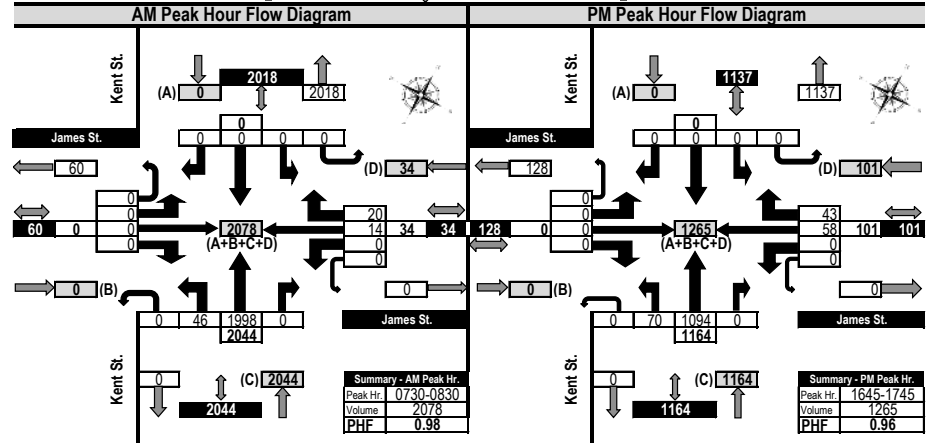 AM Peak Hour Flow Diagram
PM Peak Hour Flow Diagram
Kent St.
2018
(A) 0
2018
0
0 0 0 0
James St.
60
(D) 34
0
0
0
0
60 0
2078
(A+B+C+D)
20
14
0
0
34 34
0 (B)
0
0 46 1998 0
2044
James St.
Kent St.
0
(C) 2044
2044
Summary - AM Peak Hr.
Peak Hr. 0730-0830
Volume 2078
PHF 0.98
Kent St.
1137
(A) 0
1137
0
0 0 0 0
James St.
128
(D) 101
0
0
0
0
128 0
1265
(A+B+C+D)
43
58
0
0
101 101
0 (B)
0
0 70 1094 0
1164
James St.
Kent St.
0
(C) 1164
1164
Summary - PM Peak Hr.
Peak Hr. 1645-1745
Volume 1265
PHF 0.96